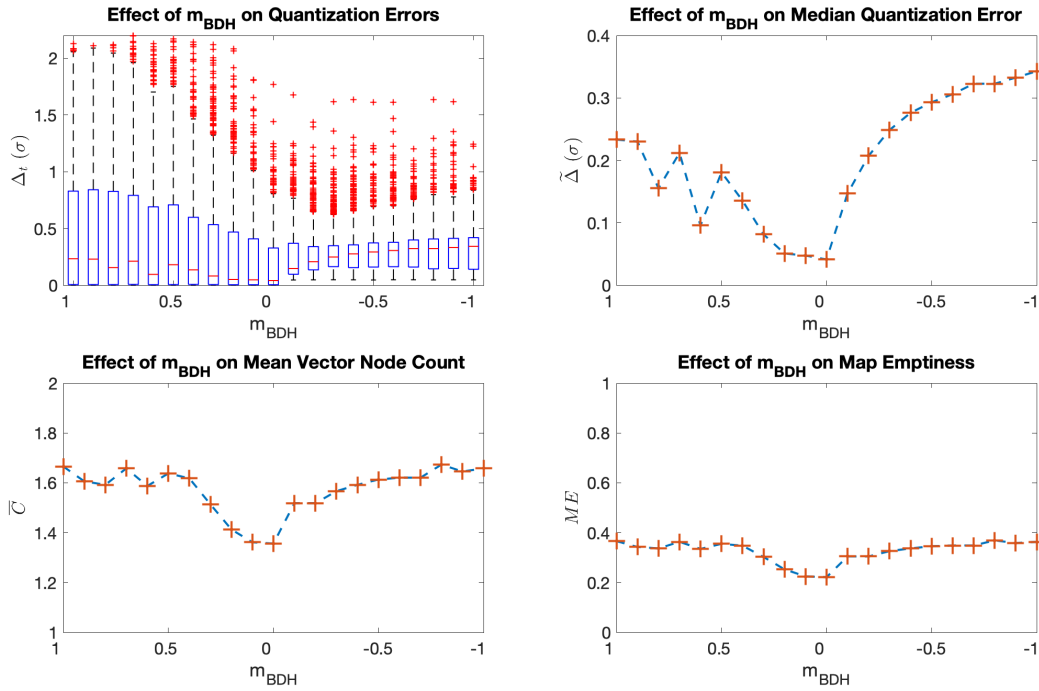 Effect of m_BDH on Quantization Errors
Δ_t (σ)
2
1.5
1
0.5
0
1 0.5 0 -0.5 -1
m_BDH
Effect of m_BDH on Median Quantization Error
Δ̃ (σ)
0.4
0.3
0.2
0.1
0
1 0.5 0 -0.5 -1
m_BDH
Effect of m_BDH on Mean Vector Node Count
C̅
2
1.8
1.6
1.4
1.2
1
1 0.5 0 -0.5 -1
m_BDH
Effect of m_BDH on Map Emptiness
ME
1
0.8
0.6
0.4
0.2
0
1 0.5 0 -0.5 -1
m_BDH